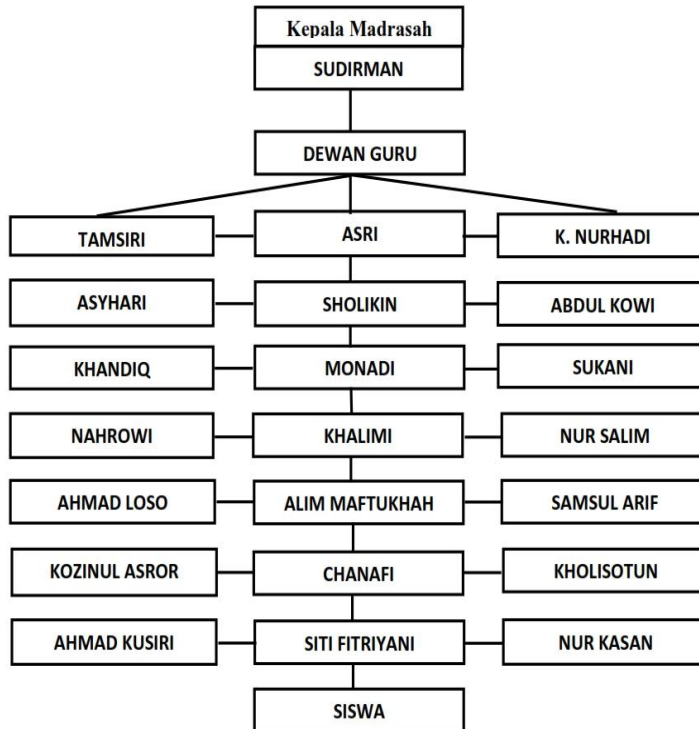 Kepala Madrasah
SUDIRMAN
DEWAN GURU
TAMSIRI
ASRI
K. NURHADI
ASYHARI
SHOLIKIN
ABDUL KOWI
KHANDIQ
MONADI
SUKANI
NAHROWI
KHALIMI
NUR SALIM
AHMAD LOSO
ALIM MAFTUKHAH
SAMSUL ARIF
KOZINUL ASROR
CHANAFI
KHOLISOTUN
AHMAD KUSIRI
SITI FITRIYANI
NUR KASAN
SISWA